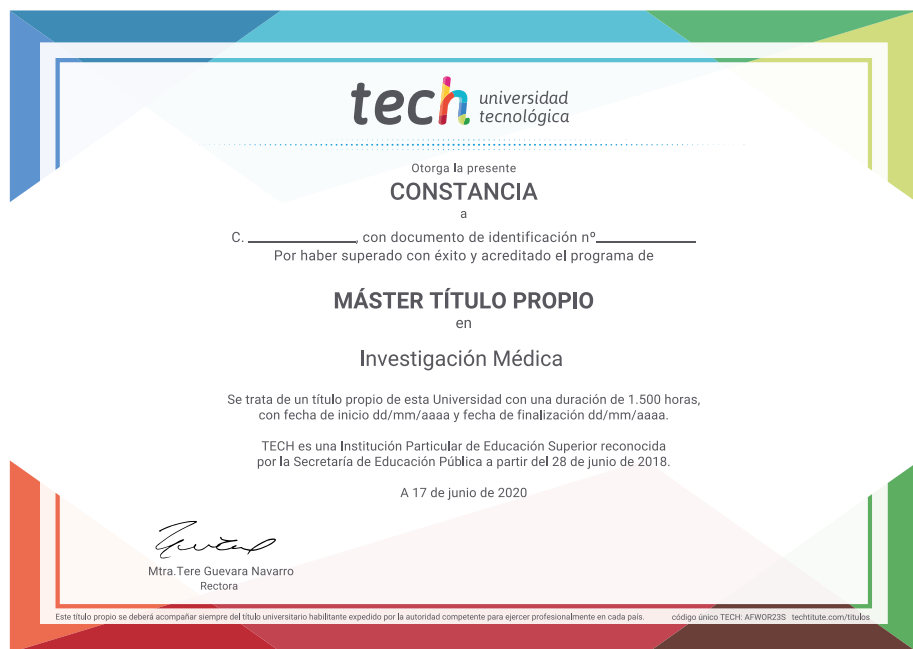 tech universidad
tecnológica
Otorga la presente
CONSTANCIA
a
C. ____________, con documento de identificación nº____________
Por haber superado con éxito y acreditado el programa de
MÁSTER TÍTULO PROPIO
en
Investigación Médica
Se trata de un título propio de esta Universidad con una duración de 1.500 horas,
con fecha de inicio dd/mm/aaaa y fecha de finalización dd/mm/aaaa.
TECH es una Institución Particular de Educación Superior reconocida
por la Secretaría de Educación Pública a partir del 28 de junio de 2018.
A 17 de junio de 2020
Mtra.Tere Guevara Navarro
Rectora
Este título propio se deberá acompañar siempre del título universitario habilitante expedido por la autoridad competente para ejercer profesionalmente en cada país. código único TECH: AFWOR23S techtitute.com/titulos